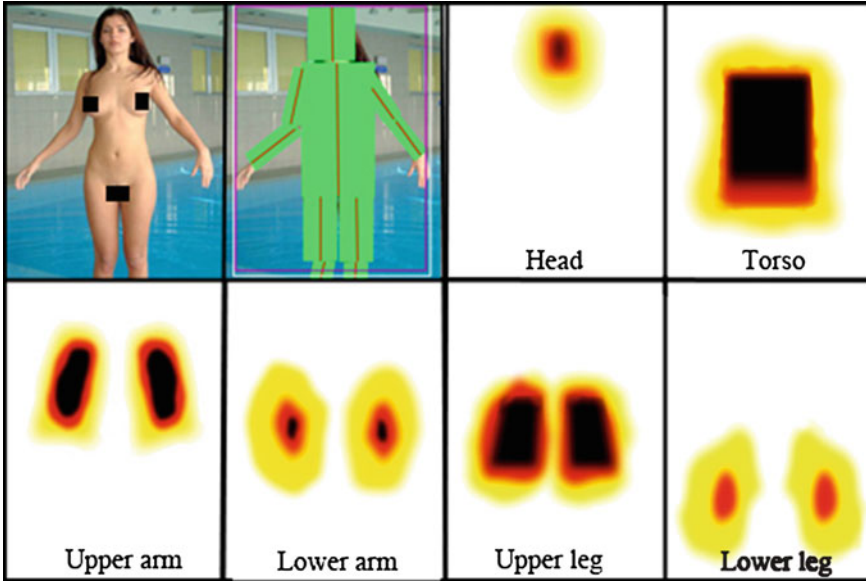 Head
Torso
Upper arm
Lower arm
Upper leg
Lower leg